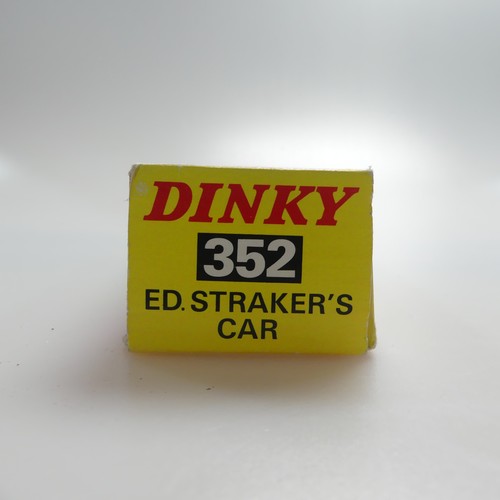 DINKY
352
ED. STRAKER'S
CAR